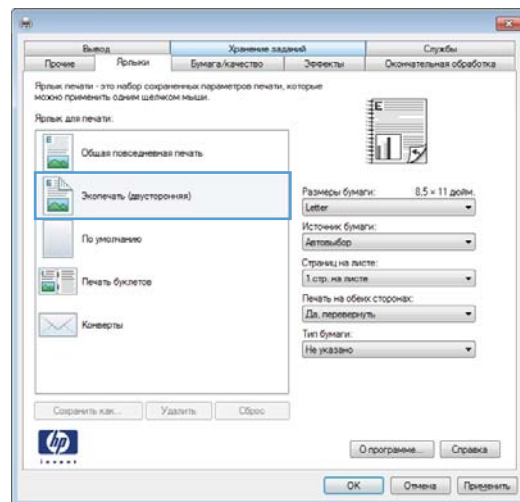 Вывод
Хранение заданий
Службы
Прочие
Ярлыки
Бумага/качество
Эффекты
Окончательная обработка
Ярлык печати - это набор сохраненных параметров печати, которые
можно применить одним щелчком мыши.
Ярлык для печати:
Общая повседневная печать
Экопечать (двусторонняя)
По умолчанию
Печать буклетов
Конверты
Размеры бумаги:
8,5 × 11 дюйм.
Letter
Источник бумаги:
Автовыбор
Страниц на листе:
1 стр. на листе
Печать на обеих сторонах:
Да, перевернуть
Тип бумаги:
Не указано
Сохранить как...
Удалить
Сброс
hp
invent
О программе...
Справка
ОК
Отмена
Применить